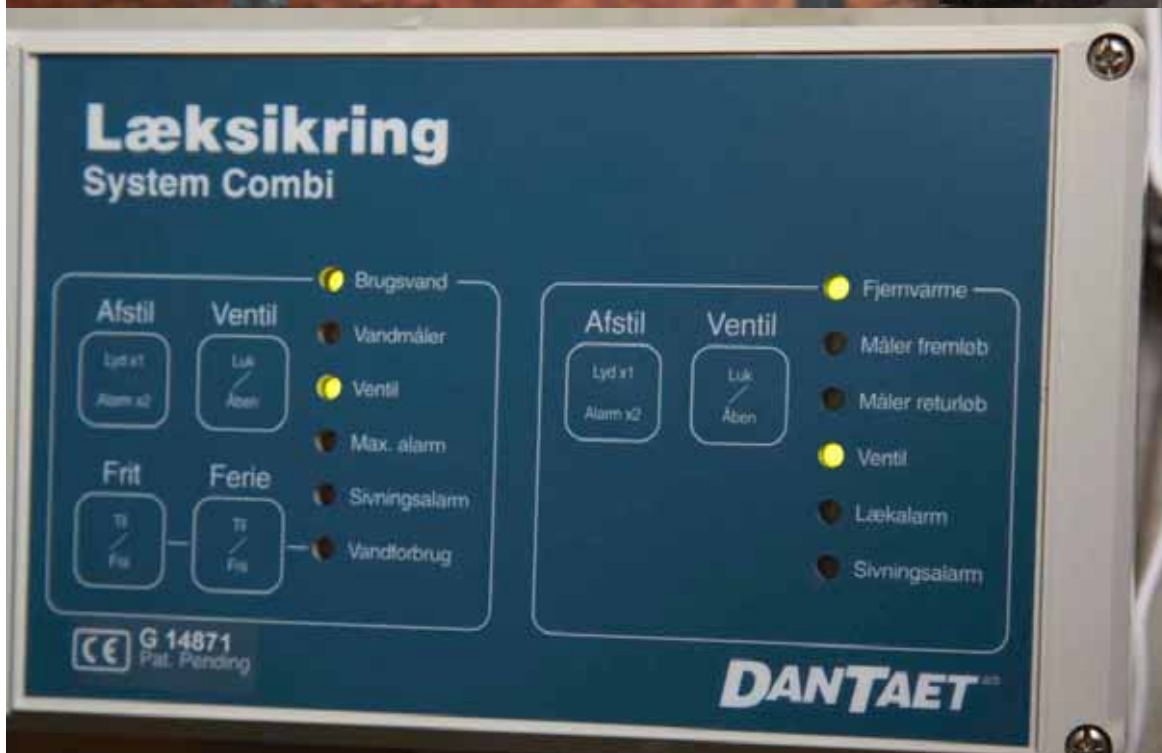 Læksikring
System Combi
Brugsvand
Afstil
Ventil
Vandmåler
Lyd x1
Alarm x2
Luk
Åben
Ventil
Max. alarm
Frit
Ferie
Sivningsalarm
Til
Fra
Til
Fra
Vandforbrug
Fjernvarme
Afstil
Ventil
Måler fremløb
Lyd x1
Alarm x2
Luk
Åben
Måler returløb
Ventil
Lækalarm
Sivningsalarm
CE G 14871
Pat. Pending
DANTAET